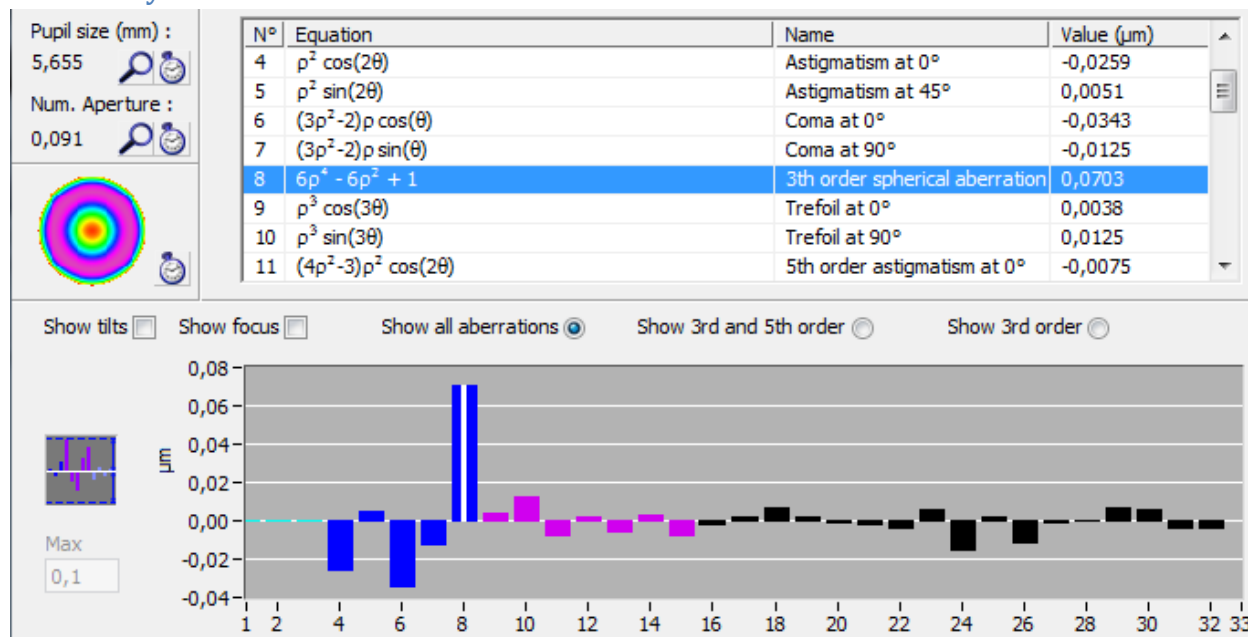 Pupil size (mm) :
5,655
Num. Aperture :
0,091
N° Equation Name Value (µm)
4 ρ² cos(2θ) Astigmatism at 0° -0,0259
5 ρ² sin(2θ) Astigmatism at 45° 0,0051
6 (3ρ²-2)ρ cos(θ) Coma at 0° -0,0343
7 (3ρ²-2)ρ sin(θ) Coma at 90° -0,0125
8 6ρ⁴ - 6ρ² + 1 3th order spherical aberration 0,0703
9 ρ³ cos(3θ) Trefoil at 0° 0,0038
10 ρ³ sin(3θ) Trefoil at 90° 0,0125
11 (4ρ²-3)ρ² cos(2θ) 5th order astigmatism at 0° -0,0075
Show tilts Show focus Show all aberrations Show 3rd and 5th order Show 3rd order
0,08
0,06
0,04
0,02
0,00
-0,02
-0,04
µm
Max
0,1
1 2 4 6 8 10 12 14 16 18 20 22 24 26 28 30 32 33